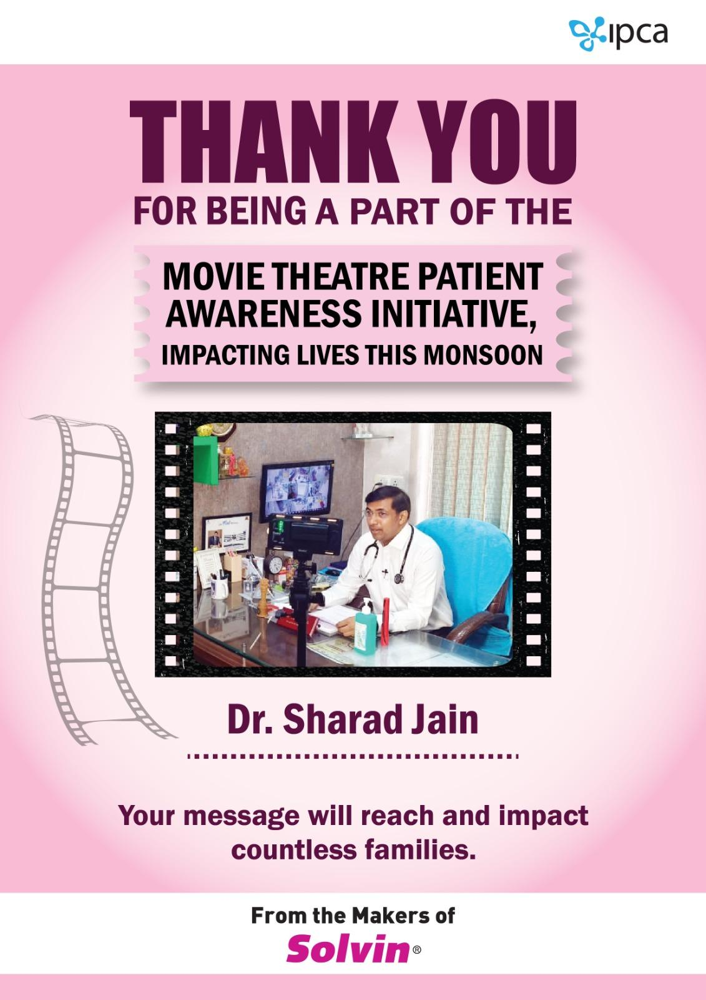 ipca
THANK YOU
FOR BEING A PART OF THE
MOVIE THEATRE PATIENT
AWARENESS INITIATIVE,
IMPACTING LIVES THIS MONSOON
Dr. Sharad Jain
Your message will reach and impact
countless families.
From the Makers of
Solvin®